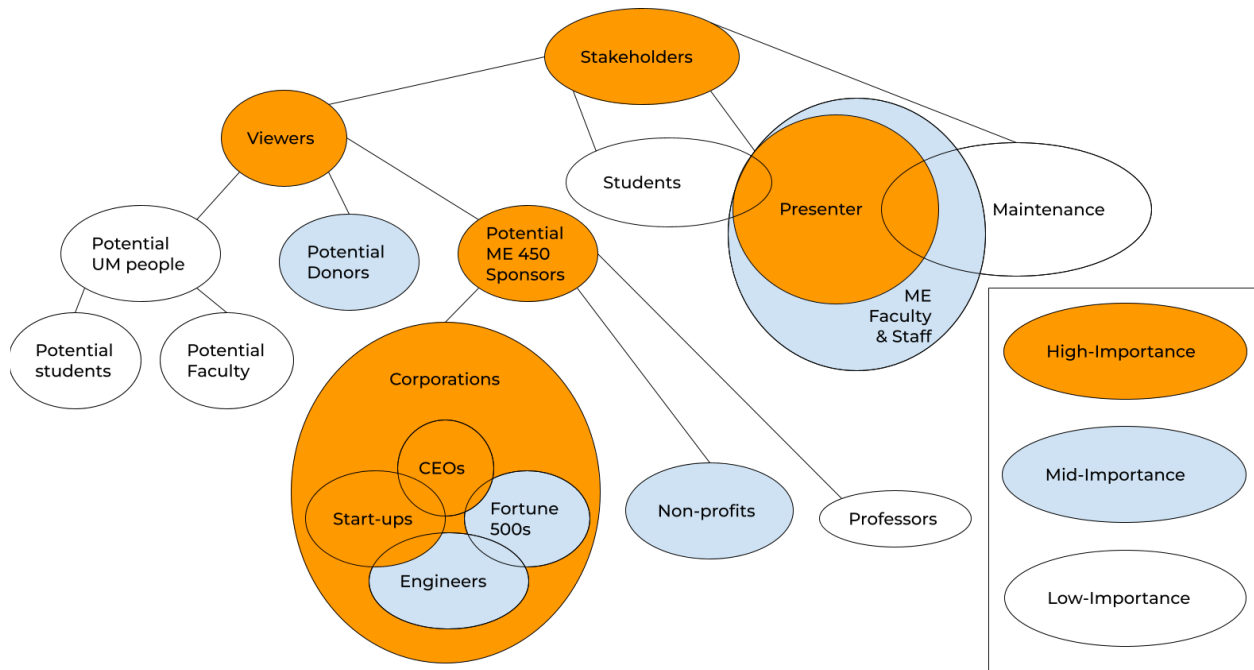 Stakeholders
Viewers
Students
Presenter
Maintenance
Potential
UM people
Potential
Donors
Potential
ME 450
Sponsors
ME
Faculty
& Staff
Potential
students
Potential
Faculty
Corporations
CEOs
Start-ups
Fortune
500s
Engineers
Non-profits
Professors
High-Importance
Mid-Importance
Low-Importance